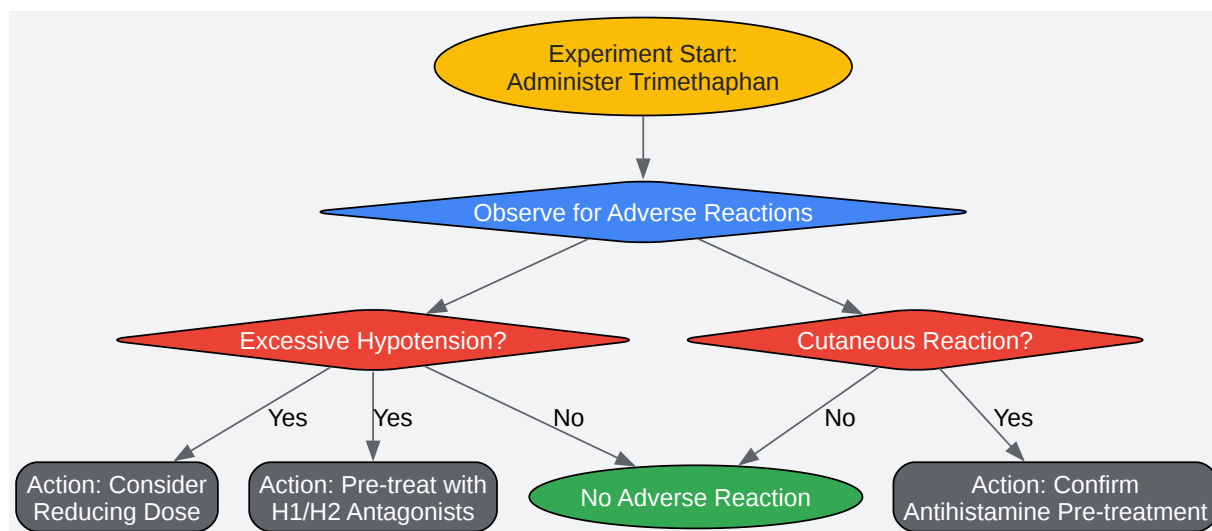 Experiment Start:
Administer Trimethaphan
Observe for Adverse Reactions
Excessive Hypotension?
Cutaneous Reaction?
Yes
Yes
No
No
Yes
Action: Consider
Reducing Dose
Action: Pre-treat with
H1/H2 Antagonists
No Adverse Reaction
Action: Confirm
Antihistamine Pre-treatment